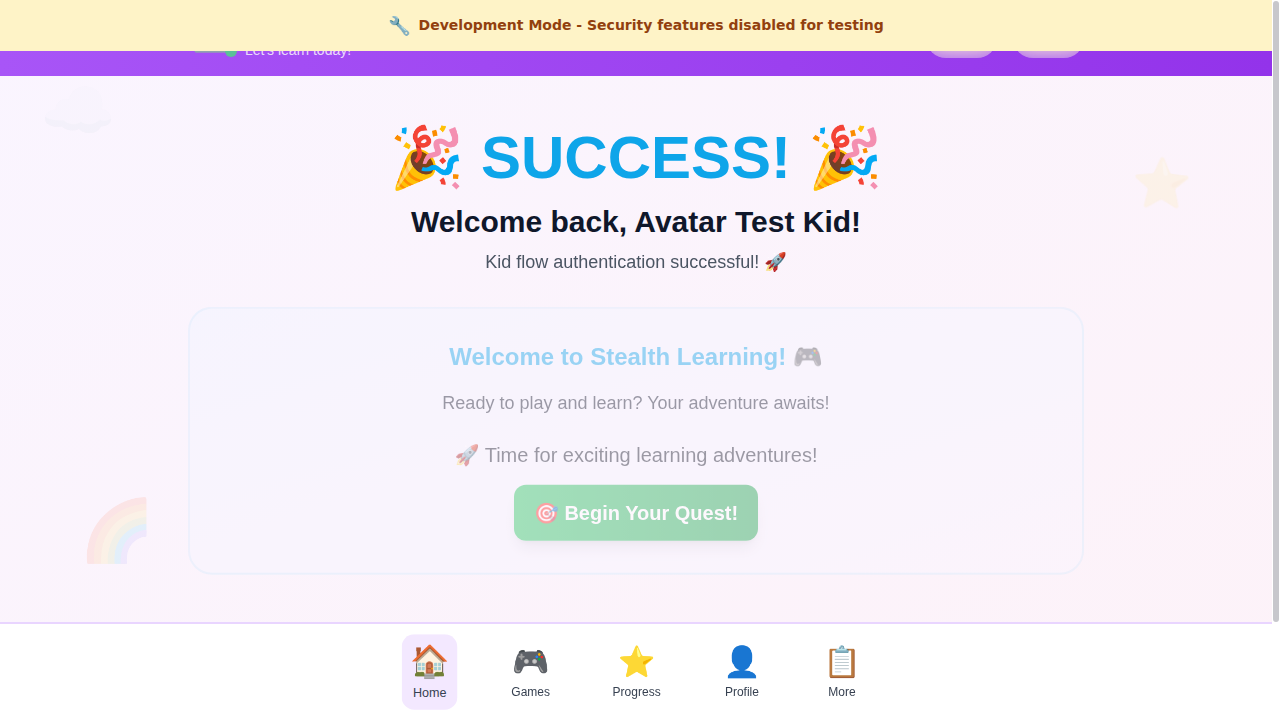 Development Mode - Security features disabled for testing
Let's learn today!
SUCCESS!
Welcome back, Avatar Test Kid!
Kid flow authentication successful!
Welcome to Stealth Learning!
Ready to play and learn? Your adventure awaits!
Time for exciting learning adventures!
Begin Your Quest!
Home
Games
Progress
Profile
More